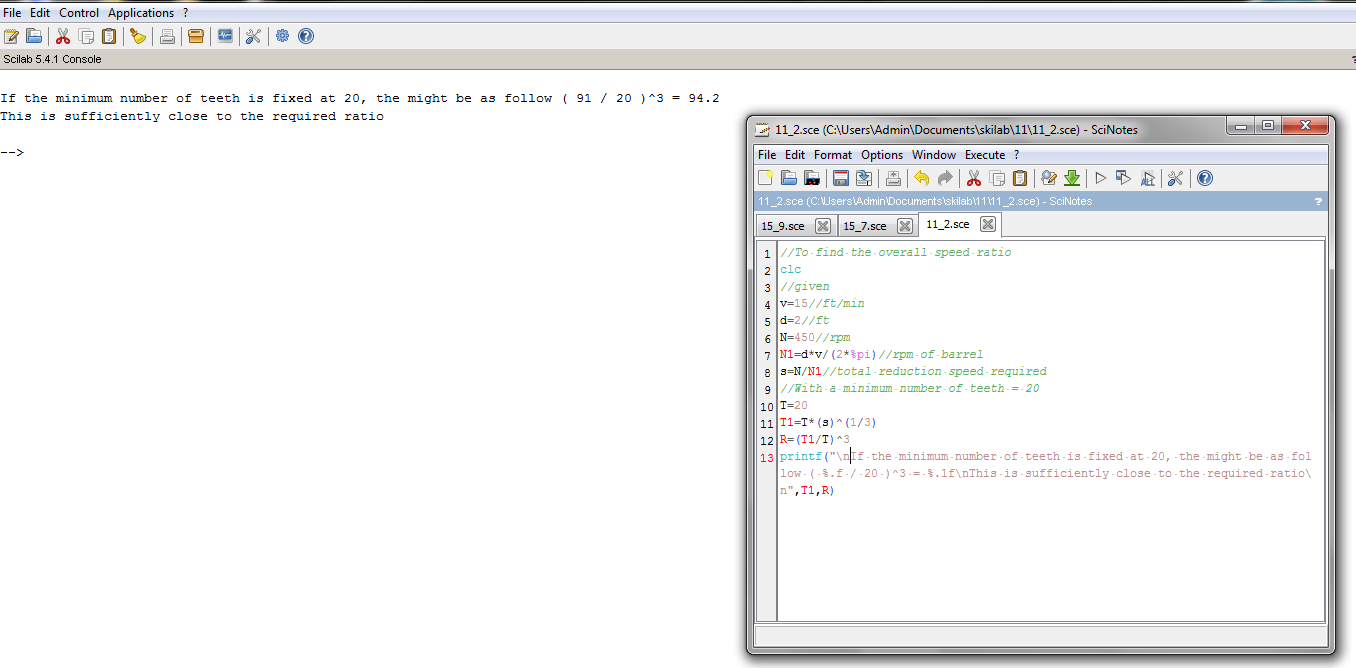 File Edit Control Applications ?
Scilab 5.4.1 Console
?
If the minimum number of teeth is fixed at 20, the might be as follow ( 91 / 20 )^3 = 94.2
This is sufficiently close to the required ratio
-->
11_2.sce (C:\Users\Admin\Documents\skilab\11\11_2.sce) - SciNotes
File Edit Format Options Window Execute ?
11_2.sce (C:\Users\Admin\Documents\skilab\11\11_2.sce) - SciNotes ?
15_9.sce 15_7.sce 11_2.sce
1 //To find the overall speed ratio
2 clc
3 //given
4 v=15//ft/min
5 d=2//ft
6 N=450//rpm
7 N1=d*v/(2*%pi)//rpm of barrel
8 s=N/N1//total reduction speed required
9 //With a minimum number of teeth = 20
10 T=20
11 T1=T*(s)^(1/3)
12 R=(T1/T)^3
13 printf("\nIf the minimum number of teeth is fixed at 20, the might be as fol
low ( %.f / 20 )^3 = %.1f\nThis is sufficiently close to the required ratio\
n",T1,R)